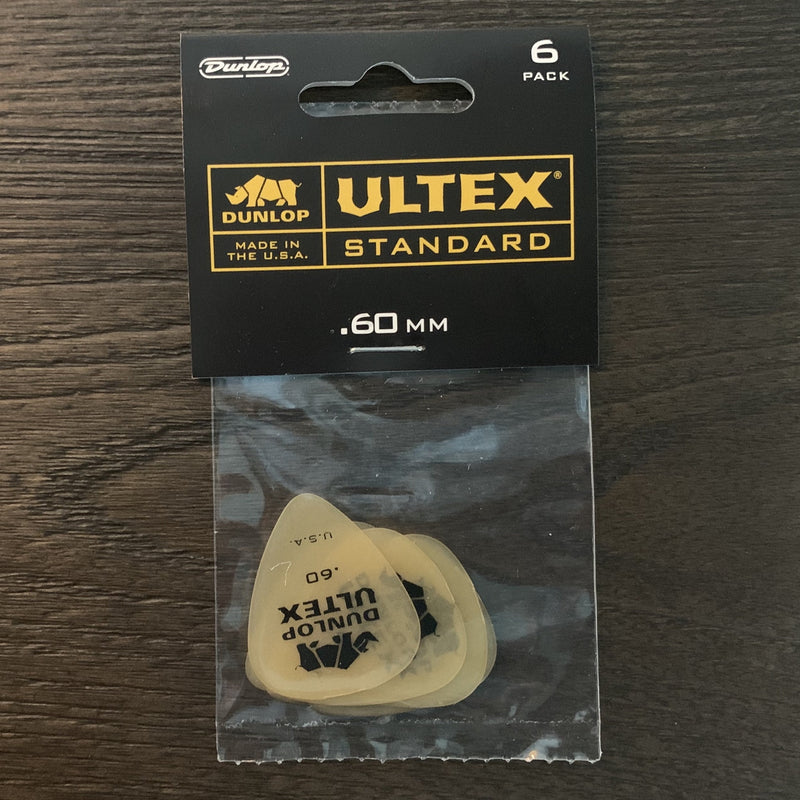 Dunlop
6
PACK
DUNLOP
ULTEX®
MADE IN
THE U.S.A.
STANDARD
.60 MM
U.S.A.
.60
ULTEX
DUNLOP